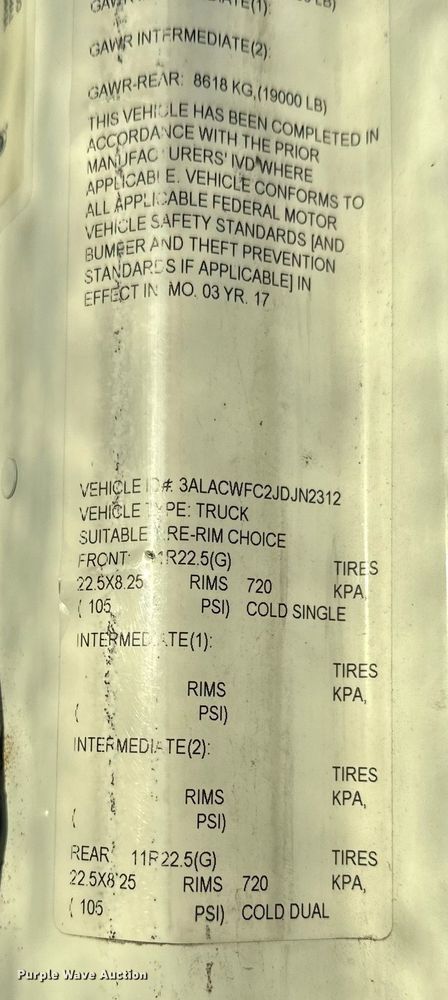 GAWR INTERMEDIATE(2):
GAWR-REAR: 8618 KG,(19000 LB)
THIS VEHICLE HAS BEEN COMPLETED IN
ACCORDANCE WITH THE PRIOR
MANUFACTURERS' IVD WHERE
APPLICABLE. VEHICLE CONFORMS TO
ALL APPLICABLE FEDERAL MOTOR
VEHICLE SAFETY STANDARDS [AND
BUMPER AND THEFT PREVENTION
STANDARDS IF APPLICABLE] IN
EFFECT IN MO. 03 YR. 17
VEHICLE ID #: 3ALACWFC2JDJN2312
VEHICLE TYPE: TRUCK
SUITABLE TIRE-RIM CHOICE
FRONT: 11R22.5(G) TIRES
22.5X8.25 RIMS 720 KPA,
( 105 PSI) COLD SINGLE
INTERMEDIATE(1):
TIRES
RIMS KPA,
( PSI)
INTERMEDIATE(2):
TIRES
RIMS KPA,
( PSI)
REAR: 11R22.5(G) TIRES
22.5X8.25 RIMS 720 KPA,
( 105 PSI) COLD DUAL
Purple Wave Auction